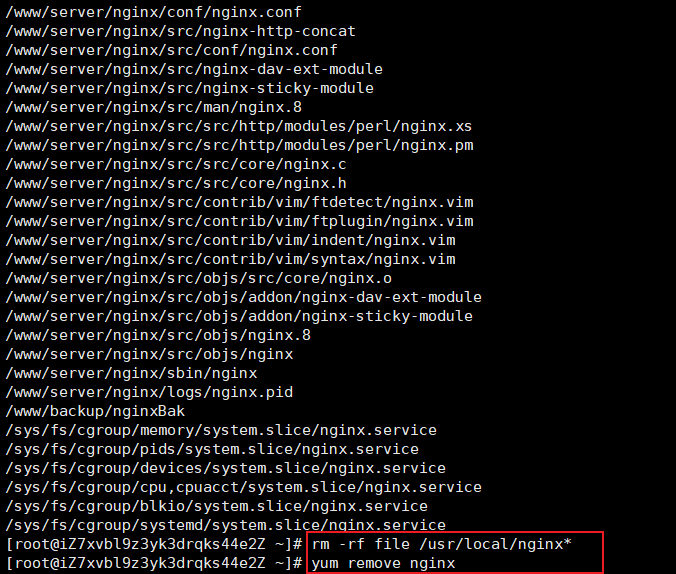 /www/server/nginx/conf/nginx.conf
/www/server/nginx/src/nginx-http-concat
/www/server/nginx/src/conf/nginx.conf
/www/server/nginx/src/nginx-dav-ext-module
/www/server/nginx/src/nginx-sticky-module
/www/server/nginx/src/man/nginx.8
/www/server/nginx/src/src/http/modules/perl/nginx.xs
/www/server/nginx/src/src/http/modules/perl/nginx.pm
/www/server/nginx/src/src/core/nginx.c
/www/server/nginx/src/src/core/nginx.h
/www/server/nginx/src/contrib/vim/ftdetect/nginx.vim
/www/server/nginx/src/contrib/vim/ftplugin/nginx.vim
/www/server/nginx/src/contrib/vim/indent/nginx.vim
/www/server/nginx/src/contrib/vim/syntax/nginx.vim
/www/server/nginx/src/objs/src/core/nginx.o
/www/server/nginx/src/objs/addon/nginx-dav-ext-module
/www/server/nginx/src/objs/addon/nginx-sticky-module
/www/server/nginx/src/objs/nginx.8
/www/server/nginx/src/objs/nginx
/www/server/nginx/sbin/nginx
/www/server/nginx/logs/nginx.pid
/www/backup/nginxBak
/sys/fs/cgroup/memory/system.slice/nginx.service
/sys/fs/cgroup/pids/system.slice/nginx.service
/sys/fs/cgroup/devices/system.slice/nginx.service
/sys/fs/cgroup/cpu,cpuacct/system.slice/nginx.service
/sys/fs/cgroup/blkio/system.slice/nginx.service
/sys/fs/cgroup/systemd/system.slice/nginx.service
[root@iZ7xvbl9z3yk3drqks44e2Z ~]# rm -rf file /usr/local/nginx*
[root@iZ7xvbl9z3yk3drqks44e2Z ~]# yum remove nginx